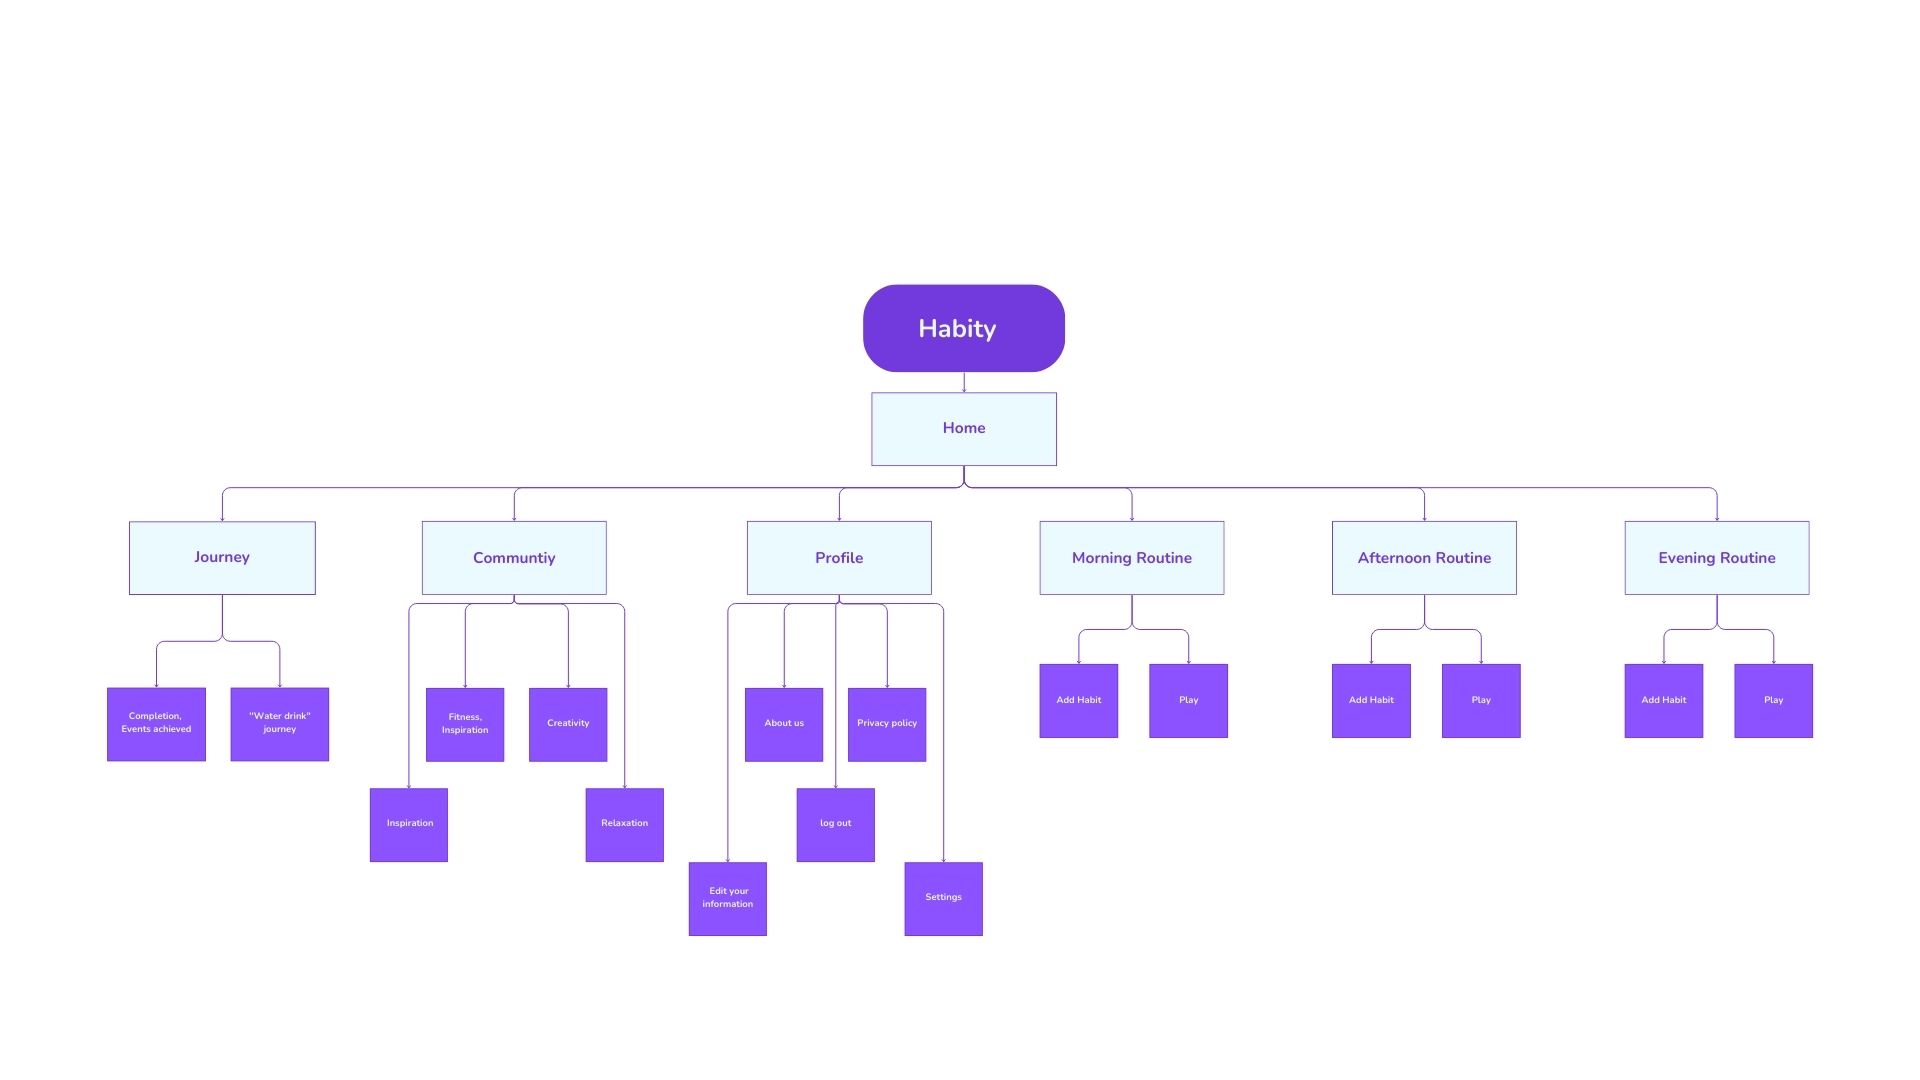 Habity
Home
Journey
Communtiy
Profile
Morning Routine
Afternoon Routine
Evening Routine
Completion,
Events achieved
"Water drink"
journey
Fitness,
Inspiration
Creativity
Inspiration
Relaxation
About us
Privacy policy
log out
Edit your
information
Settings
Add Habit
Play
Add Habit
Play
Add Habit
Play